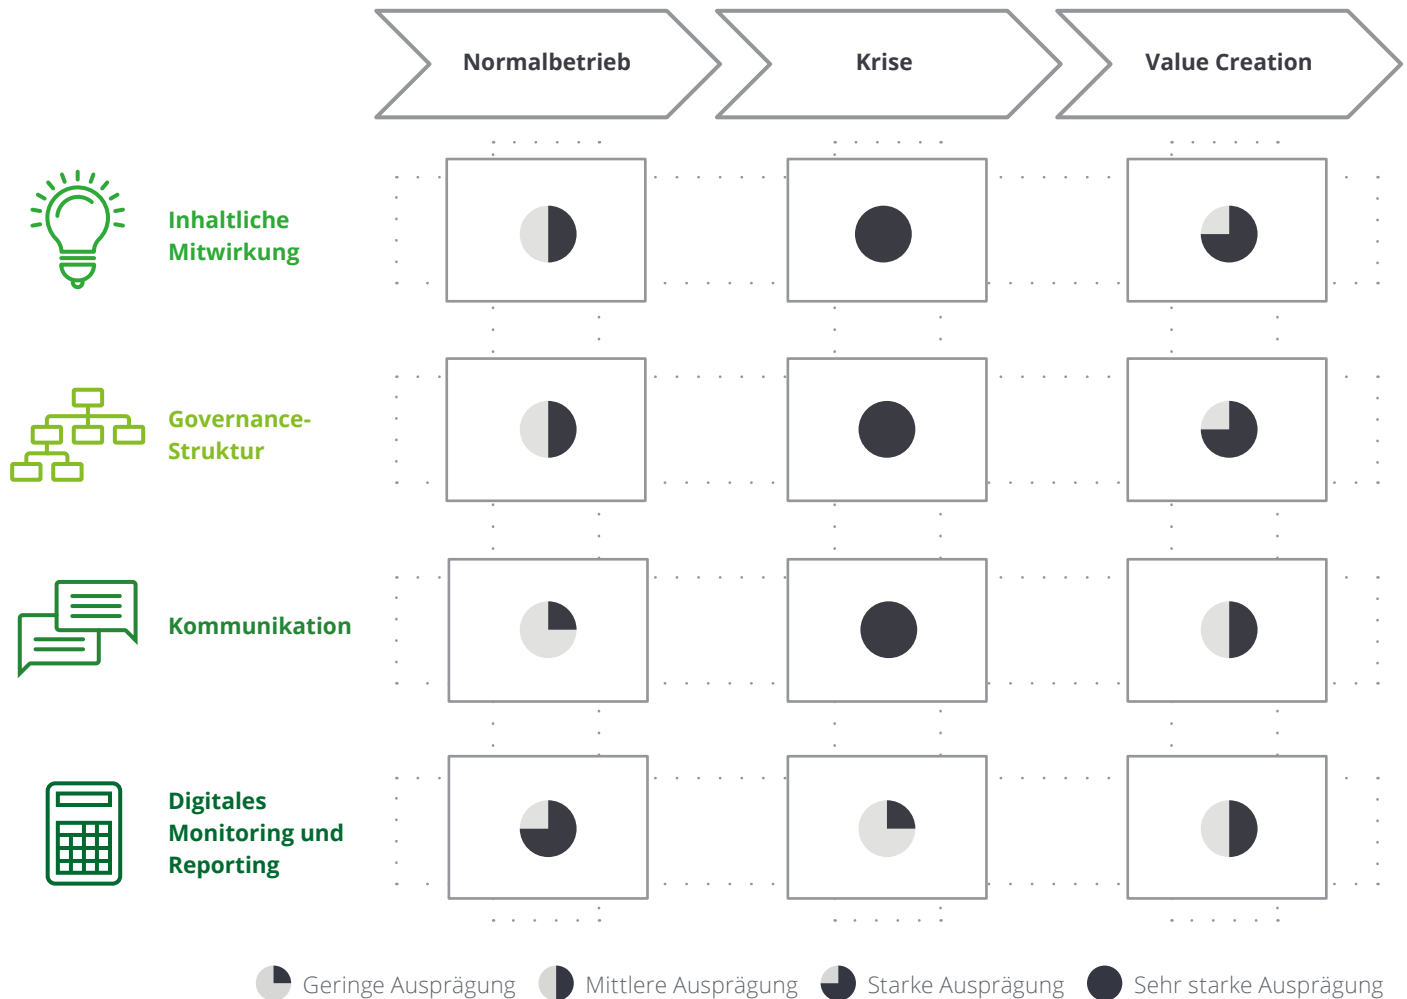 Normalbetrieb
Krise
Value Creation
Inhaltliche
Mitwirkung
Governance-
Struktur
Kommunikation
Digitales
Monitoring und
Reporting
Geringe Ausprägung
Mittlere Ausprägung
Starke Ausprägung
Sehr starke Ausprägung